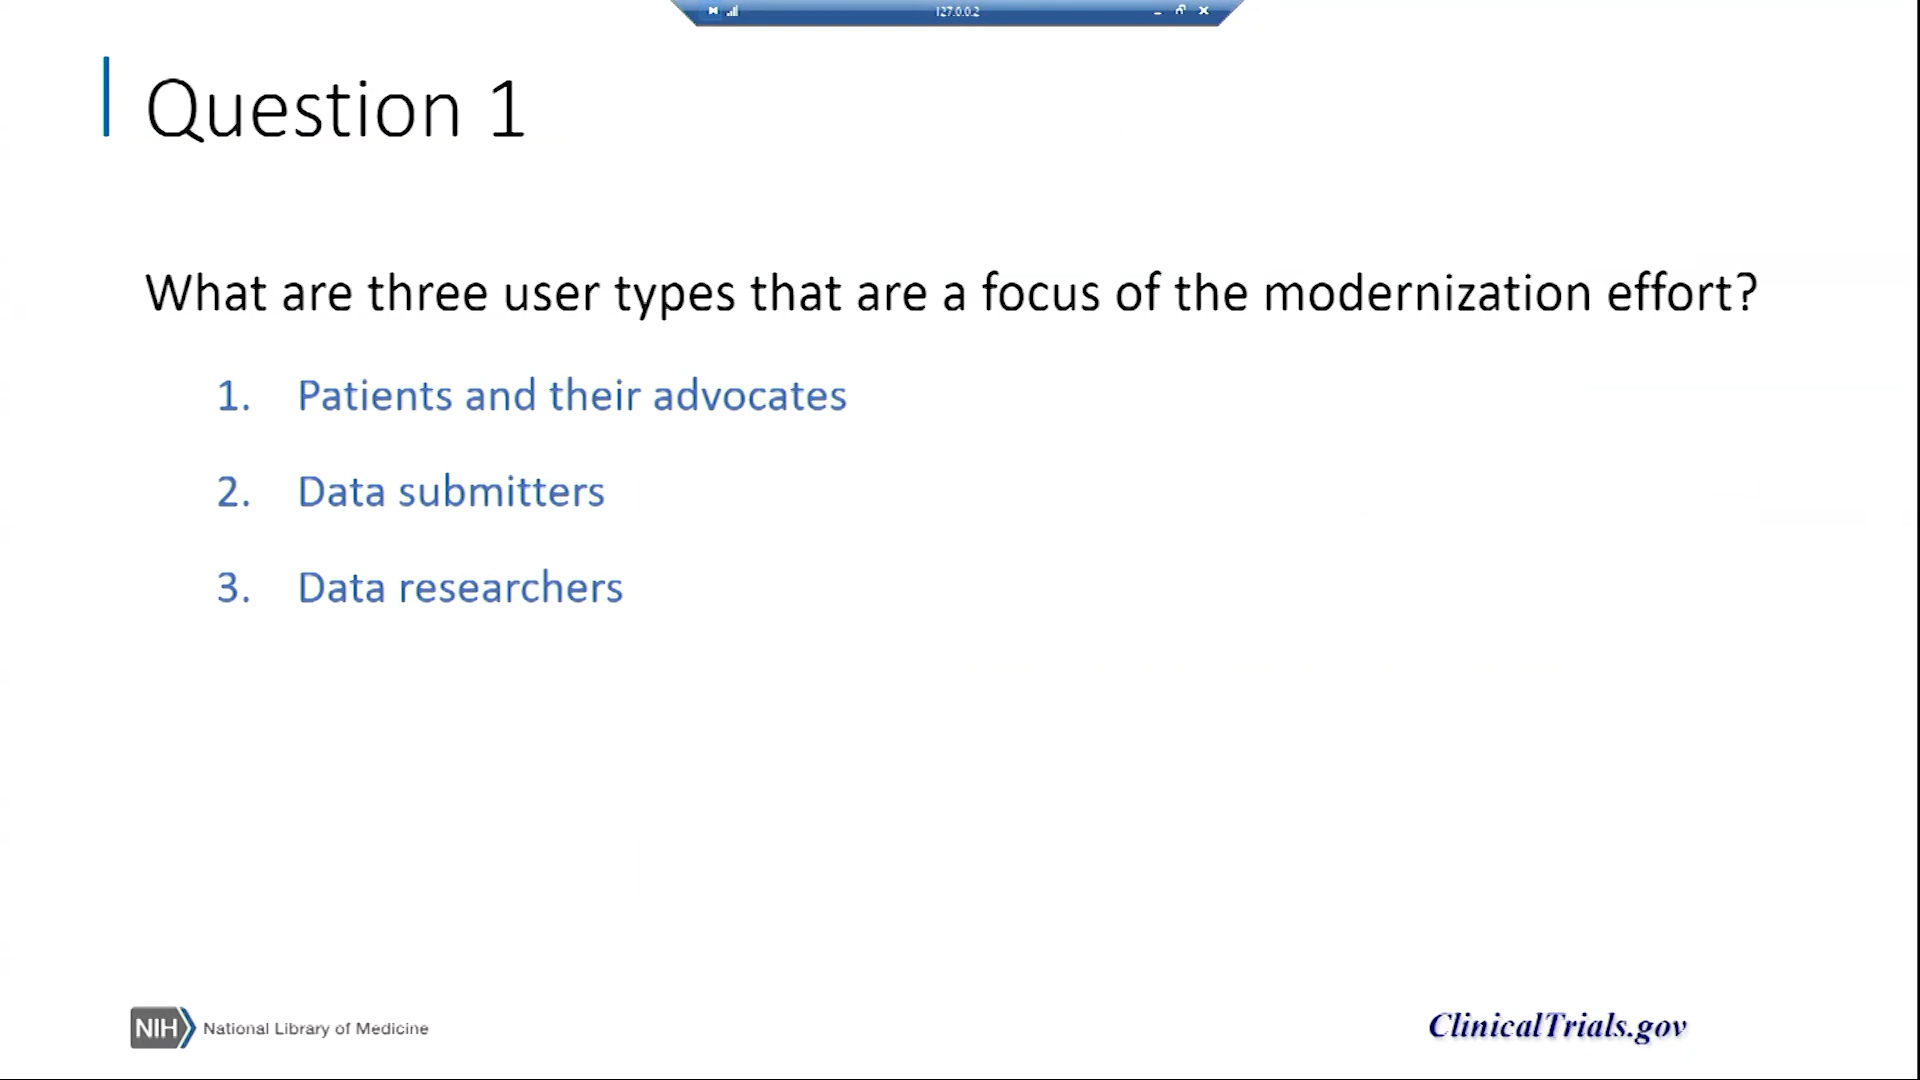 127.0.0.2
Question 1
What are three user types that are a focus of the modernization effort?
1. Patients and their advocates
2. Data submitters
3. Data researchers
NIH National Library of Medicine
ClinicalTrials.gov